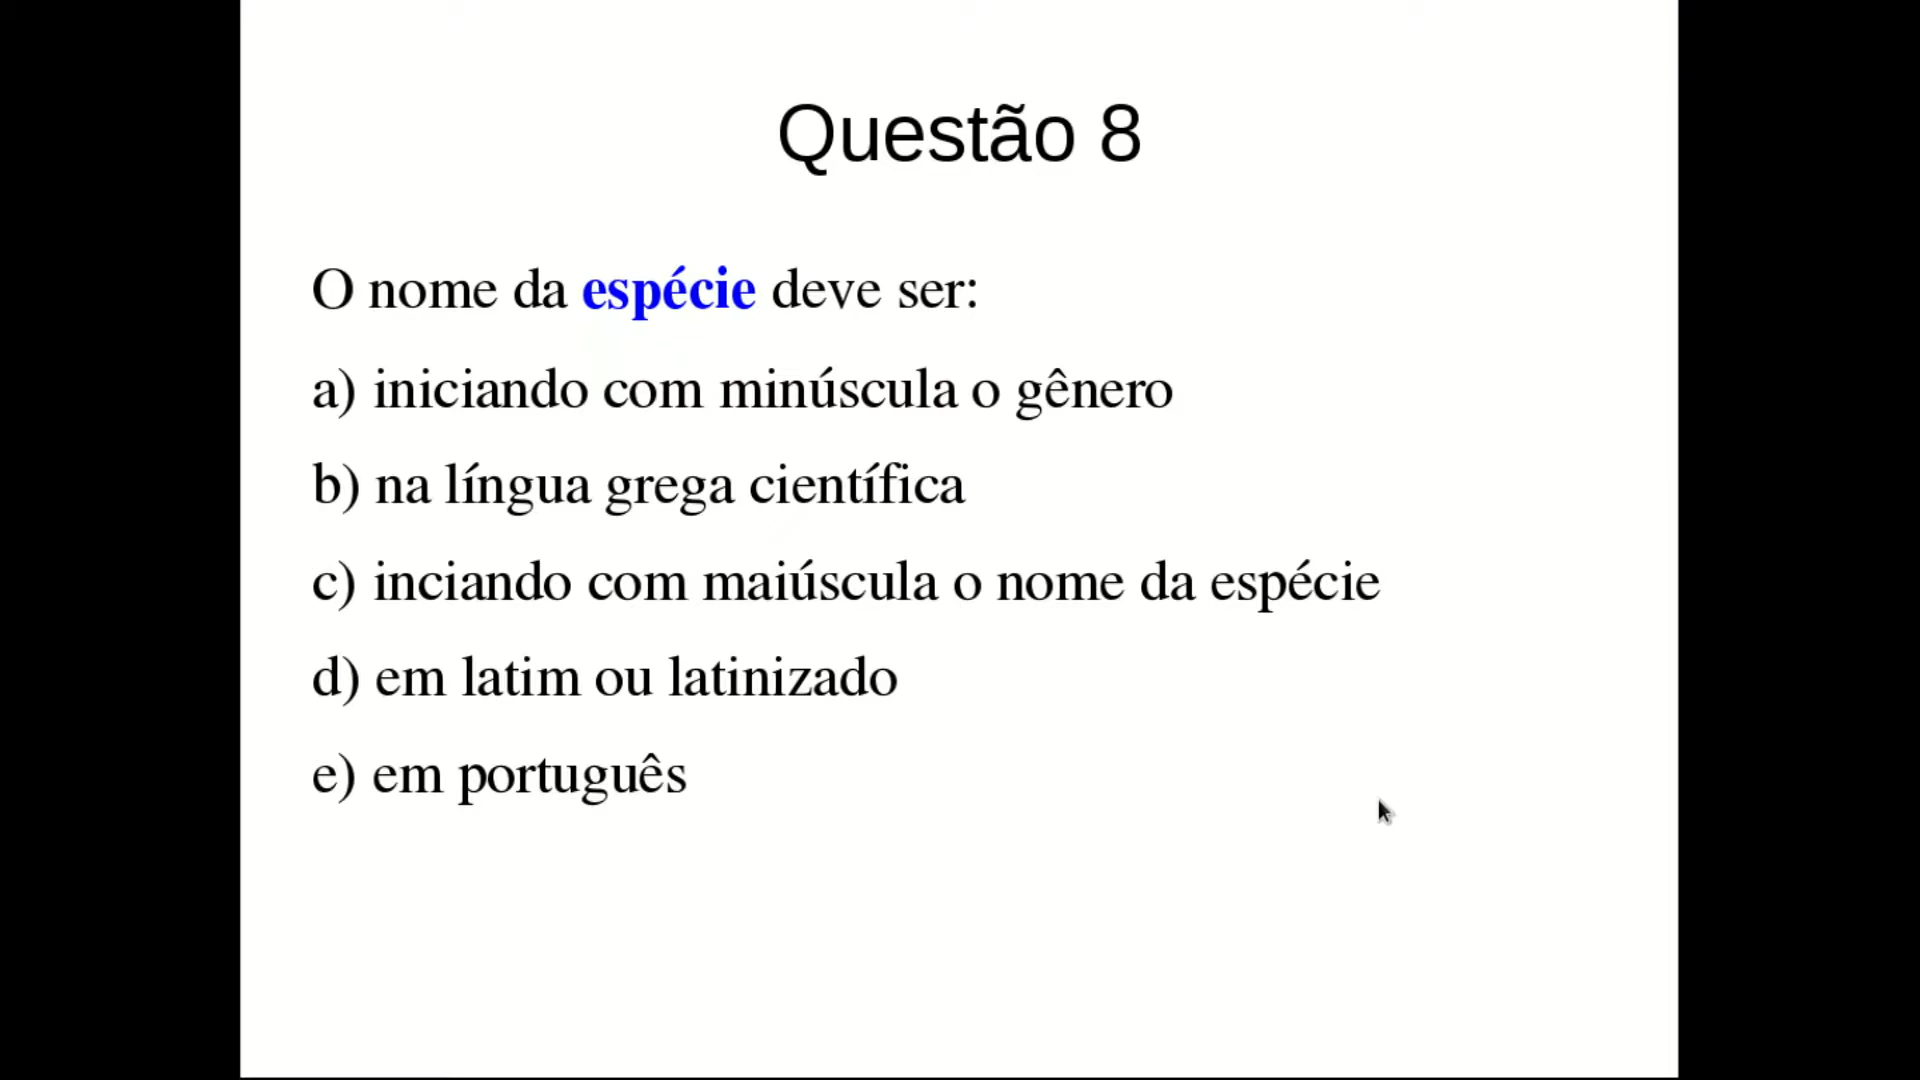 Questão 8
O nome da espécie deve ser:
a) iniciando com minúscula o gênero
b) na língua grega científica
c) inciando com maiúscula o nome da espécie
d) em latim ou latinizado
e) em português